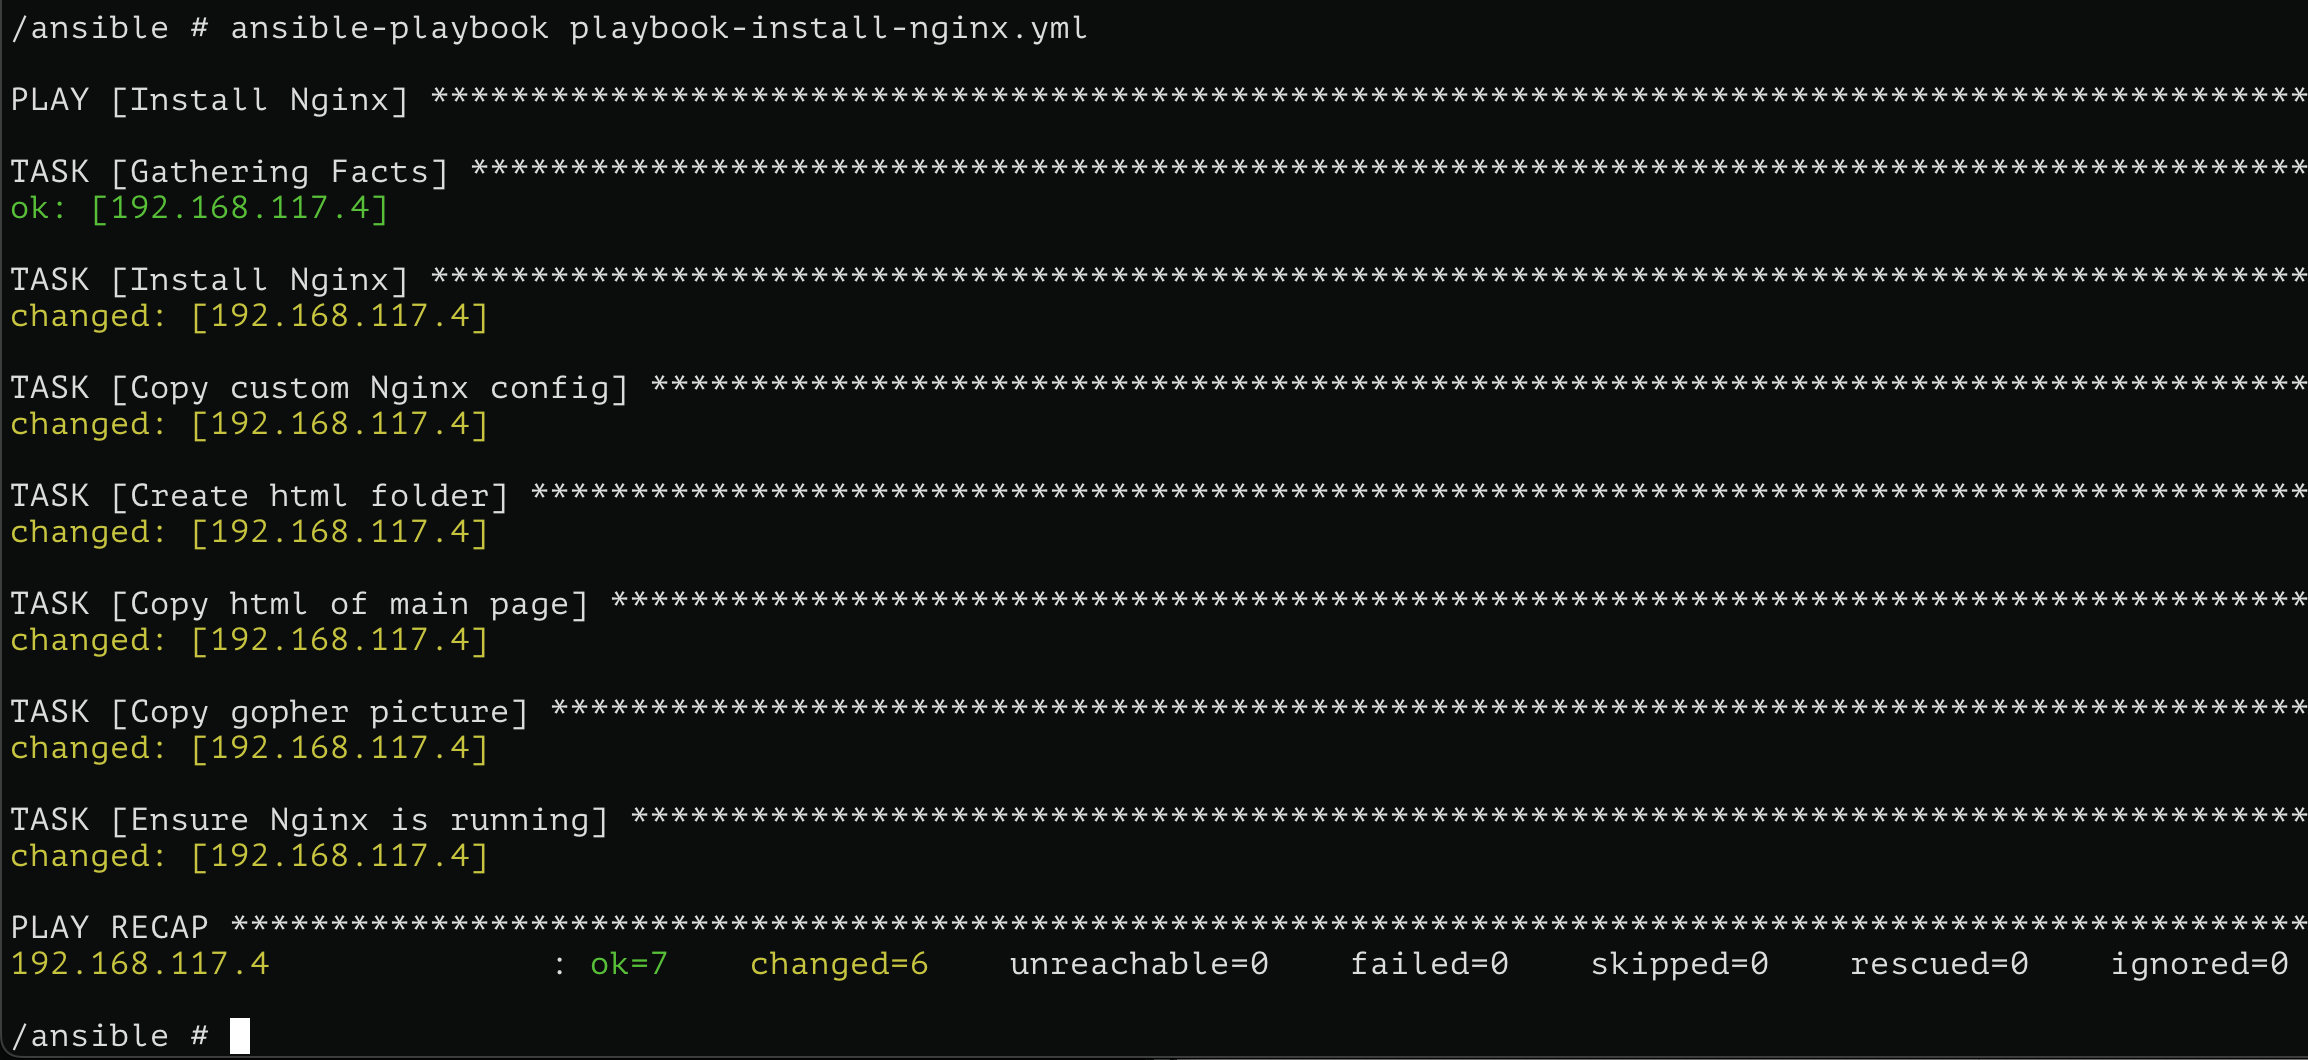 /ansible # ansible-playbook playbook-install-nginx.yml
PLAY [Install Nginx] **********************************************************************************************
TASK [Gathering Facts] ********************************************************************************************
ok: [192.168.117.4]
TASK [Install Nginx] **********************************************************************************************
changed: [192.168.117.4]
TASK [Copy custom Nginx config] ***********************************************************************************
changed: [192.168.117.4]
TASK [Create html folder] *****************************************************************************************
changed: [192.168.117.4]
TASK [Copy html of main page] *************************************************************************************
changed: [192.168.117.4]
TASK [Copy gopher picture] ****************************************************************************************
changed: [192.168.117.4]
TASK [Ensure Nginx is running] ************************************************************************************
changed: [192.168.117.4]
PLAY RECAP ********************************************************************************************************
192.168.117.4              : ok=7    changed=6    unreachable=0    failed=0    skipped=0    rescued=0    ignored=0
/ansible #